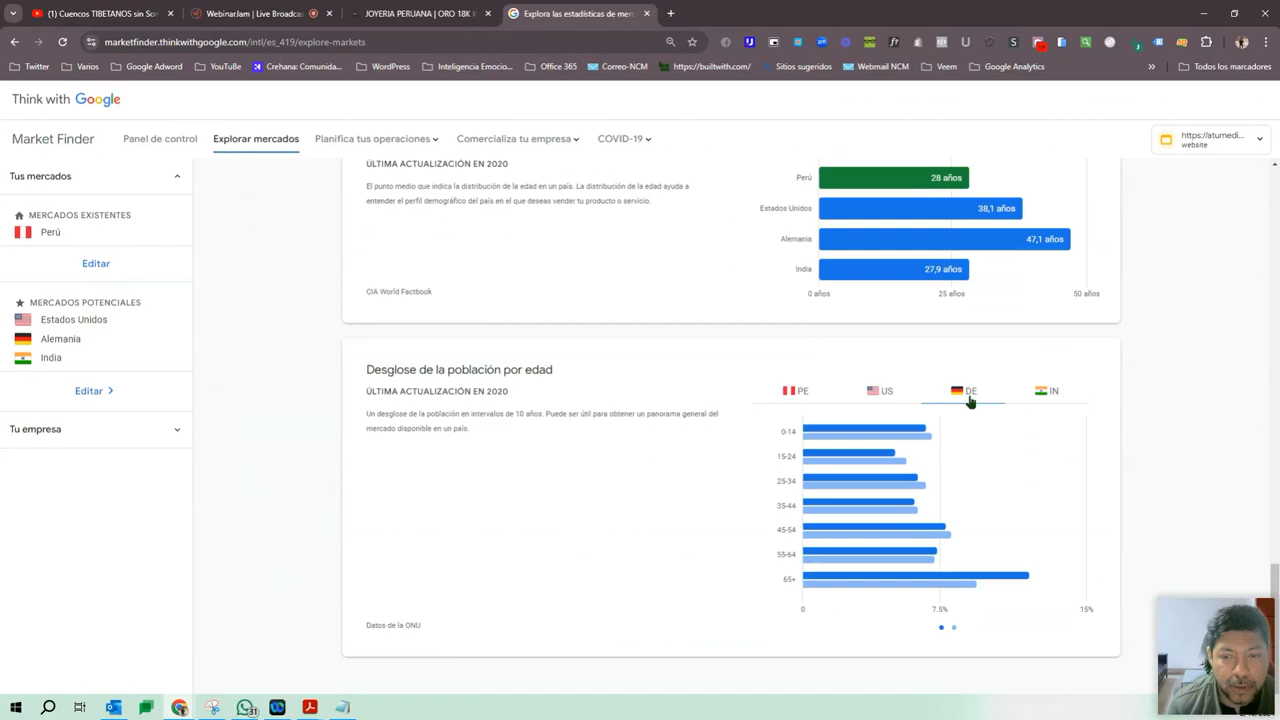 (1) Cuencos TIBETANOS sin Son
WebinarJam | Live Broadcas
JOYERIA PERUANA | ORO 18K
Explora las estadísticas de mer
marketfinder.thinkwithgoogle.com/intl/es_419/explore-markets
Twitter
Varios
Google Adword
YouTube
Crehana: Comunida...
WordPress
Inteligencia Emocio...
Office 365
Correo-NCM
https://builtwith.com/
Sitios sugeridos
Webmail NCM
Veem
Google Analytics
Todos los marcadores
Think with Google
Market Finder
Panel de control
Explorar mercados
Planifica tus operaciones
Comercializa tu empresa
COVID-19
https://atumedi...
website
Tus mercados
MERCADOS EXISTENTES
Perú
Editar
MERCADOS POTENCIALES
Estados Unidos
Alemania
India
Editar
Tu empresa
ÚLTIMA ACTUALIZACIÓN EN 2020
El punto medio que indica la distribución de la edad en un país. La distribución de la edad ayuda a
entender el perfil demográfico del país en el que deseas vender tu producto o servicio.
CIA World Factbook
Perú
28 años
Estados Unidos
38,1 años
Alemania
47,1 años
India
27,9 años
0 años
25 años
50 años
Desglose de la población por edad
ÚLTIMA ACTUALIZACIÓN EN 2020
Un desglose de la población en intervalos de 10 años. Puede ser útil para obtener un panorama general del
mercado disponible en un país.
Datos de la ONU
PE
US
DE
IN
0-14
15-24
25-34
35-44
45-54
55-64
65+
0
7.5%
15%
31